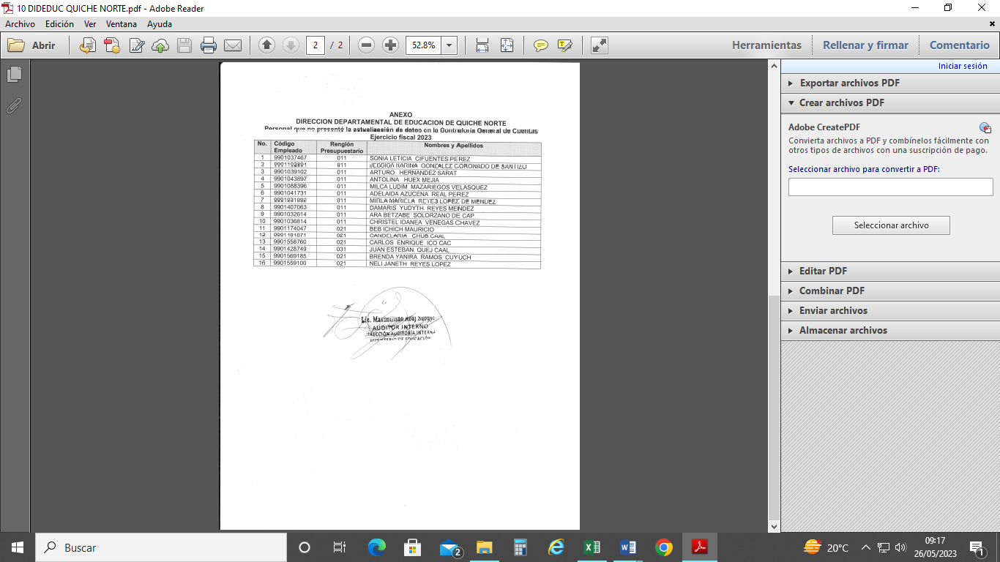 10 DIDEDUC QUICHE NORTE.pdf - Adobe Reader
Archivo Edición Ver Ventana Ayuda
Abrir 2 / 2 52.8% Herramientas Rellenar y firmar Comentario
Iniciar sesión
Exportar archivos PDF
Crear archivos PDF
Adobe CreatePDF
Convierta archivos a PDF y combínelos fácilmente con
otros tipos de archivos con una suscripción de pago.
Seleccionar archivo para convertir a PDF:
Seleccionar archivo
Editar PDF
Combinar PDF
Enviar archivos
Almacenar archivos
ANEXO
DIRECCION DEPARTAMENTAL DE EDUCACION DE QUICHE NORTE
Personal que no presentó la actualización de datos en la Contraloría General de Cuentas
Ejercicio fiscal 2023
No. Código Empleado Renglón Presupuestario Nombres y Apellidos
1 9901037467 011 SONIA LETICIA CIFUENTES PEREZ
2 011 GONZALEZ CORONADO DE SANTIZO
3 9901039102 011 ARTURO HERNANDEZ SARAT
4 9901043897 011 ANTOLINA HUEX MEJIA
5 9901088396 011 MILCA LUDIM MAZARIEGOS VELASQUEZ
6 9901041731 011 ADELAIDA AZUCENA REAL PEREZ
7 011 MIRLA MARIELA REYES LOPEZ DE MENDEZ
8 9901407063 011 DAMARIS YUDYTH REYES MENDEZ
9 9901032614 011 ARA BETZABE SOLORZANO DE CAP
10 9901036814 011 CHRISTEL IDANEA VENEGAS CHAVEZ
11 9901174047 021 BEB ICHICH MAURICIO
12 021 CANDELARIA CHUB CAAL
13 9901558760 021 CARLOS ENRIQUE ICO CAC
14 9901428749 031 JUAN ESTEBAN QUEJ CAAL
15 9901569185 021 BRENDA YANIRA RAMOS CUYUCH
16 9901559100 021 NELI JANETH REYES LOPEZ
Lic. Maximiliano
AUDITOR INTERNO
DIRECCIÓN AUDITORÍA INTERNA
MINISTERIO DE EDUCACIÓN
Buscar
2
20°C
09:17
26/05/2023
1